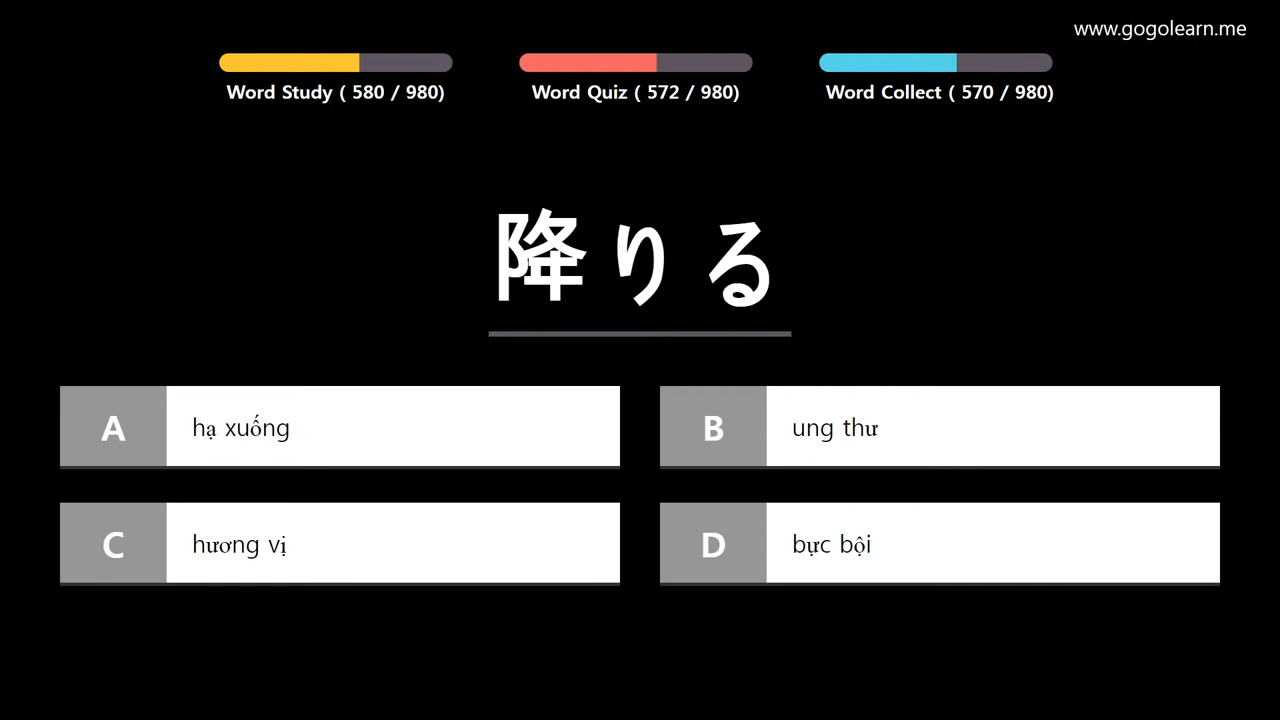 www.gogolearn.me
Word Study ( 580 / 980)
Word Quiz ( 572 / 980)
Word Collect ( 570 / 980)
降りる
A hạ xuống
B ung thư
C hương vị
D bực bội